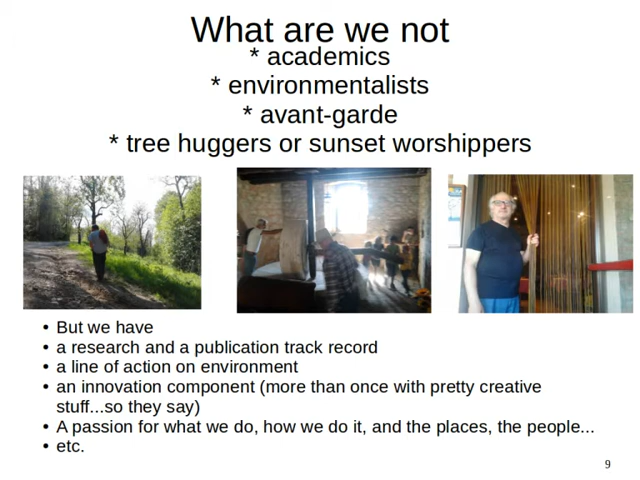 What are we not
* academics
* environmentalists
* avant-garde
* tree huggers or sunset worshippers
• But we have
• a research and a publication track record
• a line of action on environment
• an innovation component (more than once with pretty creative
stuff...so they say)
• A passion for what we do, how we do it, and the places, the people...
• etc.
9